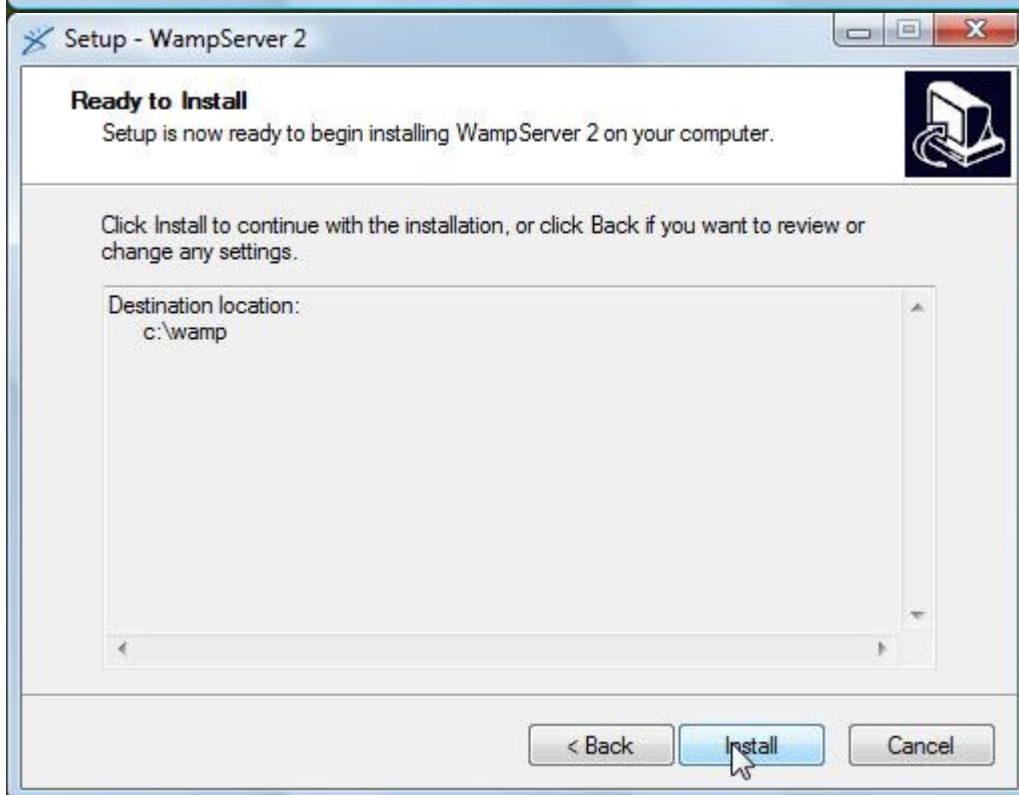 Setup - WampServer 2
Ready to Install
Setup is now ready to begin installing WampServer 2 on your computer.
Click Install to continue with the installation, or click Back if you want to review or
change any settings.
Destination location:
c:\wamp
< Back
Install
Cancel